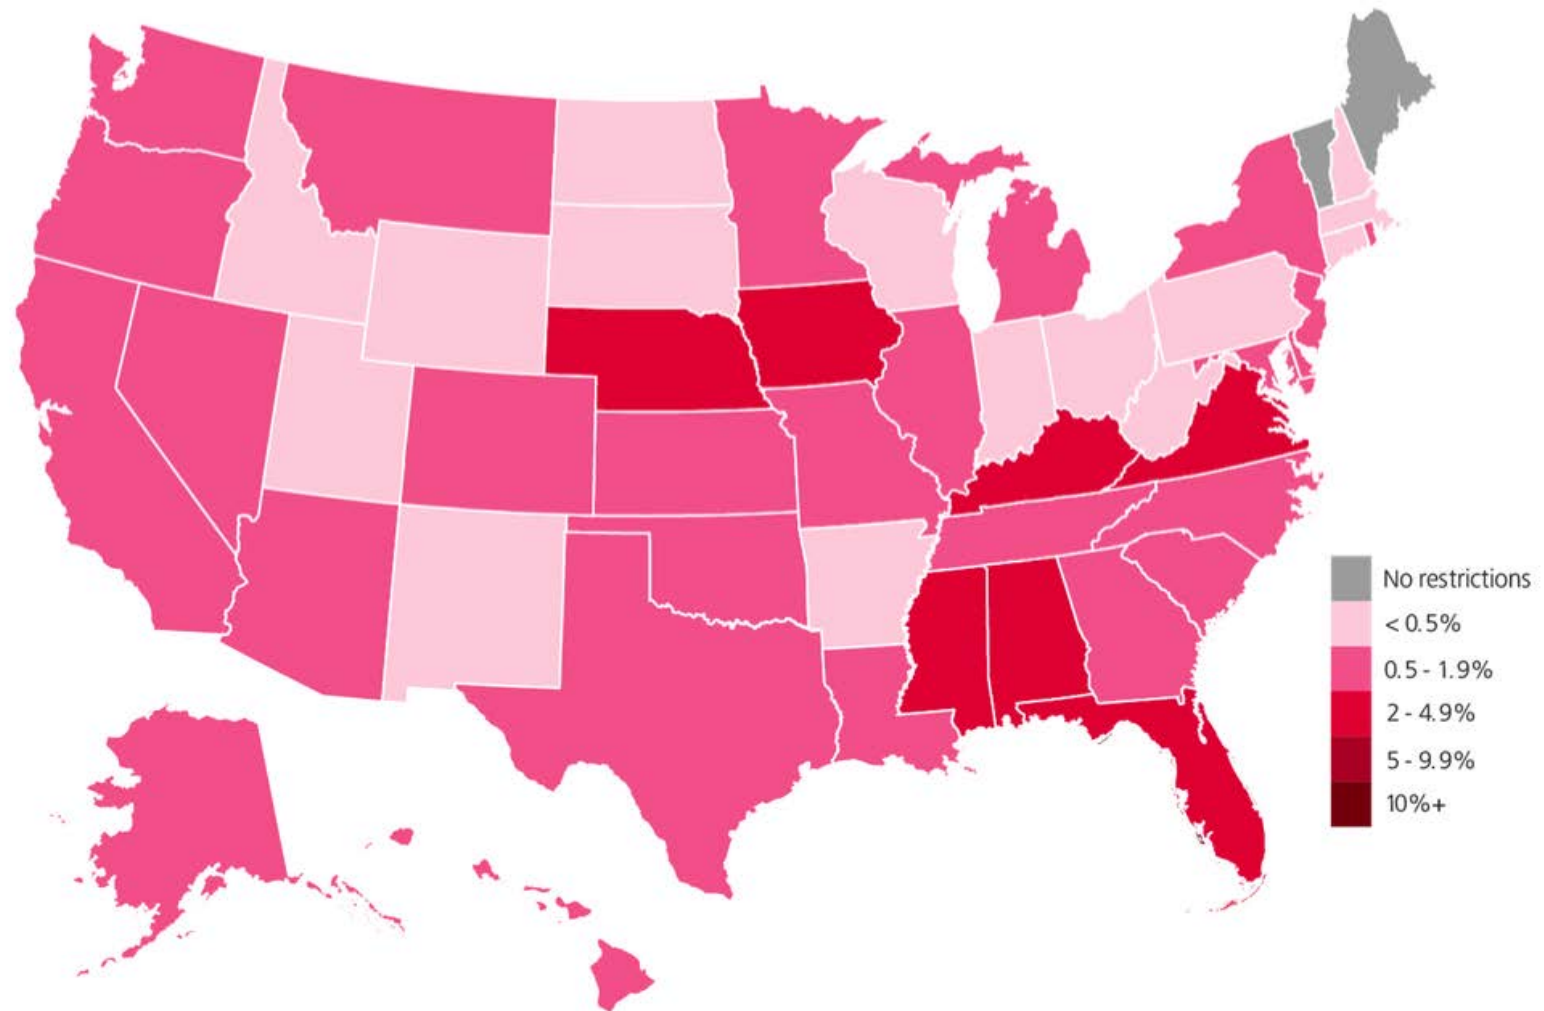 No restrictions
< 0.5%
0.5 - 1.9%
2 - 4.9%
5 - 9.9%
10%+